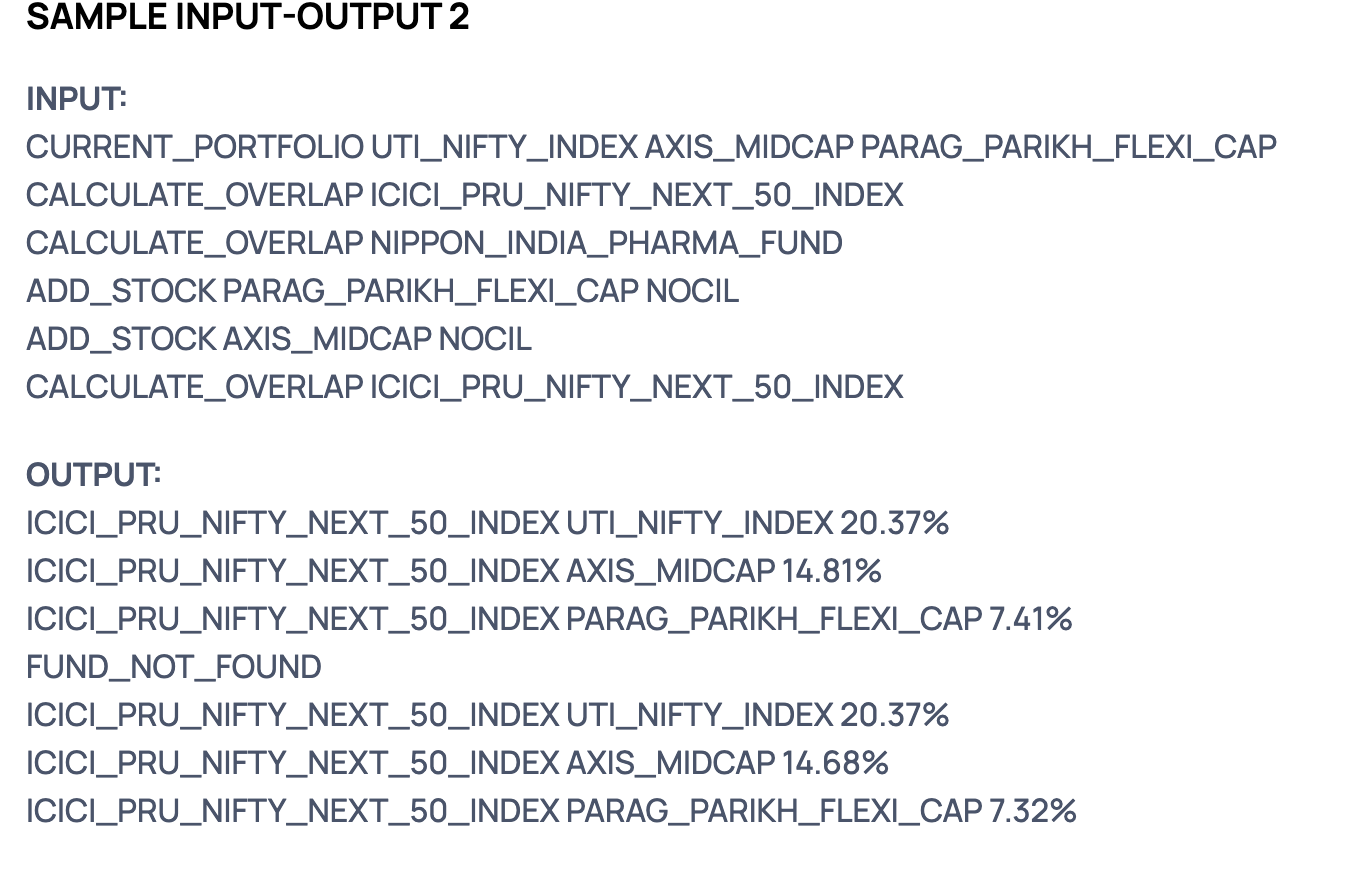 SAMPLE INPUT-OUTPUT 2
INPUT:
CURRENT_PORTFOLIO UTI_NIFTY_INDEX AXIS_MIDCAP PARAG_PARIKH_FLEXI_CAP
CALCULATE_OVERLAP ICICI_PRU_NIFTY_NEXT_50_INDEX
CALCULATE_OVERLAP NIPPON_INDIA_PHARMA_FUND
ADD_STOCK PARAG_PARIKH_FLEXI_CAP NOCIL
ADD_STOCK AXIS_MIDCAP NOCIL
CALCULATE_OVERLAP ICICI_PRU_NIFTY_NEXT_50_INDEX
OUTPUT:
ICICI_PRU_NIFTY_NEXT_50_INDEX UTI_NIFTY_INDEX 20.37%
ICICI_PRU_NIFTY_NEXT_50_INDEX AXIS_MIDCAP 14.81%
ICICI_PRU_NIFTY_NEXT_50_INDEX PARAG_PARIKH_FLEXI_CAP 7.41%
FUND_NOT_FOUND
ICICI_PRU_NIFTY_NEXT_50_INDEX UTI_NIFTY_INDEX 20.37%
ICICI_PRU_NIFTY_NEXT_50_INDEX AXIS_MIDCAP 14.68%
ICICI_PRU_NIFTY_NEXT_50_INDEX PARAG_PARIKH_FLEXI_CAP 7.32%